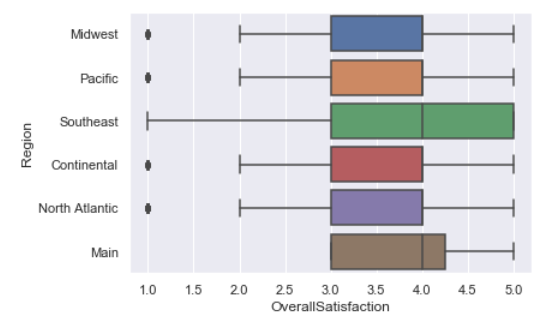 Midwest
Pacific
Southeast
Continental
North Atlantic
Main
Region
1.0 1.5 2.0 2.5 3.0 3.5 4.0 4.5 5.0
OverallSatisfaction